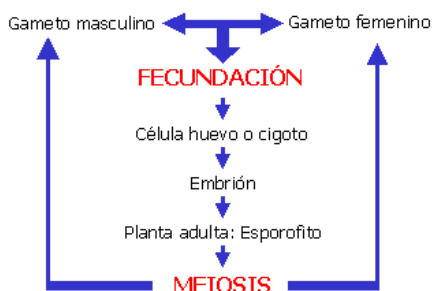 Gameto masculino
Gameto femenino
FECUNDACIÓN
Célula huevo o cigoto
Embrión
Planta adulta: Esporofito
MEIOSIS